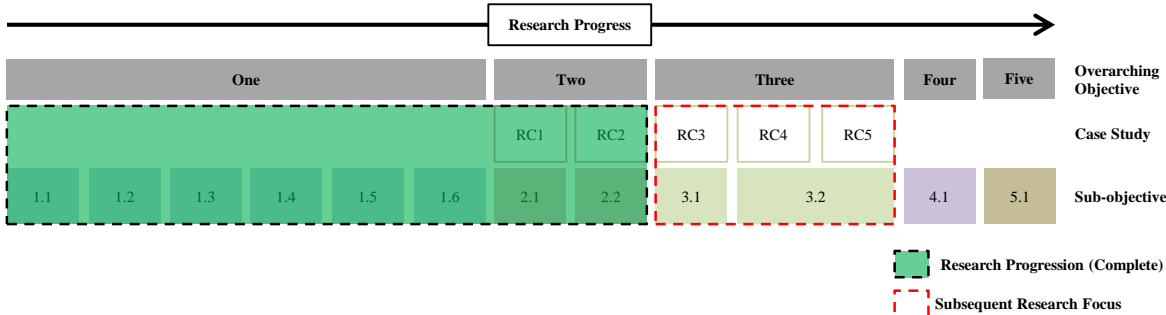 Research Progress
One Two Three Four Five Overarching
Objective
RC1 RC2 RC3 RC4 RC5 Case Study
1.1 1.2 1.3 1.4 1.5 1.6 2.1 2.2 3.1 3.2 4.1 5.1 Sub-objective
Research Progression (Complete)
Subsequent Research Focus